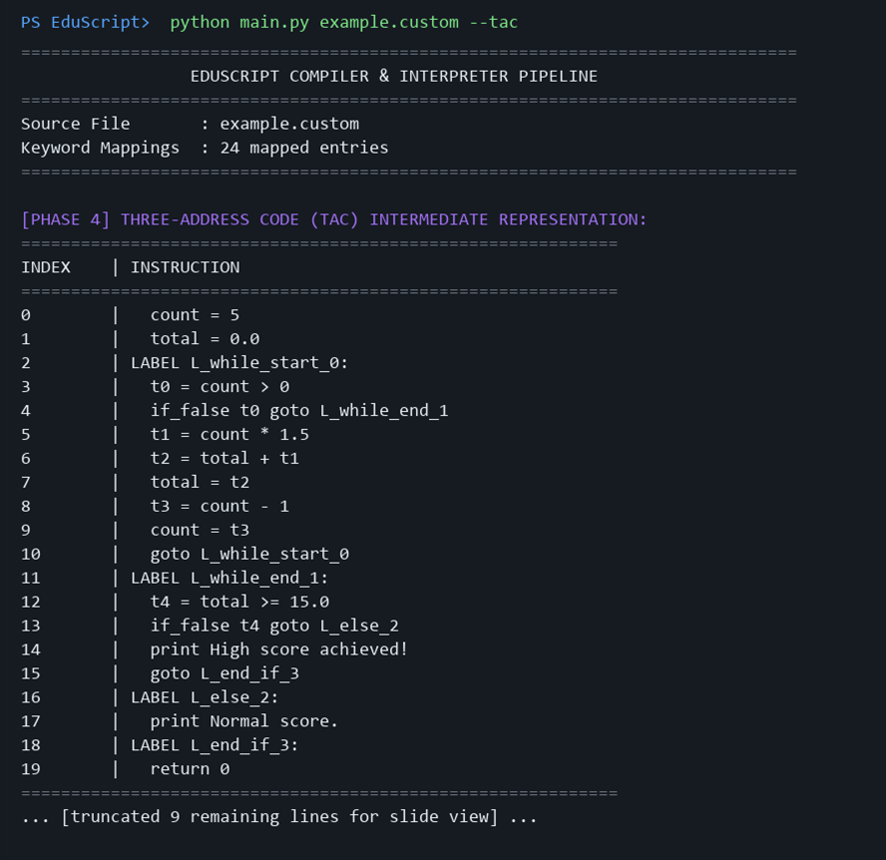 PS EduScript>  python main.py example.custom --tac
==============================================================================
                 EDUSCRIPT COMPILER & INTERPRETER PIPELINE
==============================================================================
Source File       : example.custom
Keyword Mappings  : 24 mapped entries
==============================================================================
[PHASE 4] THREE-ADDRESS CODE (TAC) INTERMEDIATE REPRESENTATION:
============================================================
INDEX    | INSTRUCTION
============================================================
0        |   count = 5
1        |   total = 0.0
2        | LABEL L_while_start_0:
3        |   t0 = count > 0
4        |   if_false t0 goto L_while_end_1
5        |   t1 = count * 1.5
6        |   t2 = total + t1
7        |   total = t2
8        |   t3 = count - 1
9        |   count = t3
10       |   goto L_while_start_0
11       | LABEL L_while_end_1:
12       |   t4 = total >= 15.0
13       |   if_false t4 goto L_else_2
14       |   print High score achieved!
15       |   goto L_end_if_3
16       | LABEL L_else_2:
17       |   print Normal score.
18       | LABEL L_end_if_3:
19       |   return 0
============================================================
... [truncated 9 remaining lines for slide view] ...